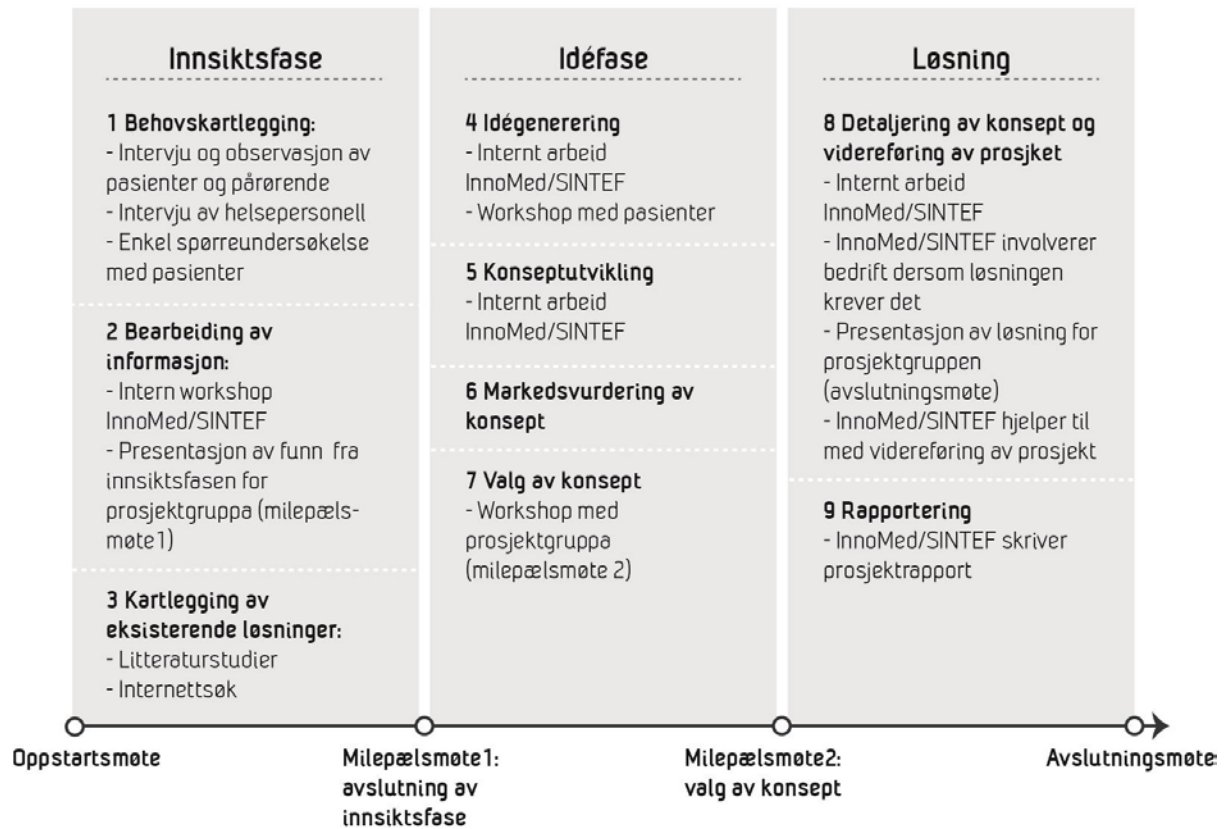 Innsiktsfase
1 Behovskartlegging:
- Intervju og observasjon av
pasienter og pårørende
- Intervju av helsepersonell
- Enkel spørreundersøkelse
med pasienter
2 Bearbeiding av
informasjon:
- Intern workshop
InnoMed/SINTEF
- Presentasjon av funn fra
innsiktsfasen for
prosjektgruppa (milepæls-
møte1)
3 Kartlegging av
eksisterende løsninger:
- Litteraturstudier
- Internettsøk
Idéfase
4 Idégenerering
- Internt arbeid
InnoMed/SINTEF
- Workshop med pasienter
5 Konseptutvikling
- Internt arbeid
InnoMed/SINTEF
6 Markedsvurdering av
konsept
7 Valg av konsept
- Workshop med
prosjektgruppa
(milepælsmøte 2)
Løsning
8 Detaljering av konsept og
videreføring av prosjket
- Internt arbeid
InnoMed/SINTEF
- InnoMed/SINTEF involverer
bedrift dersom løsningen
krever det
- Presentasjon av løsning for
prosjektgruppen
(avslutningsmøte)
- InnoMed/SINTEF hjelper til
med videreføring av prosjekt
9 Rapportering
- InnoMed/SINTEF skriver
prosjektrapport
Oppstartsmøte
Milepælsmøte1:
avslutning av
innsiktsfase
Milepælsmøte2:
valg av konsept
Avslutningsmøte: